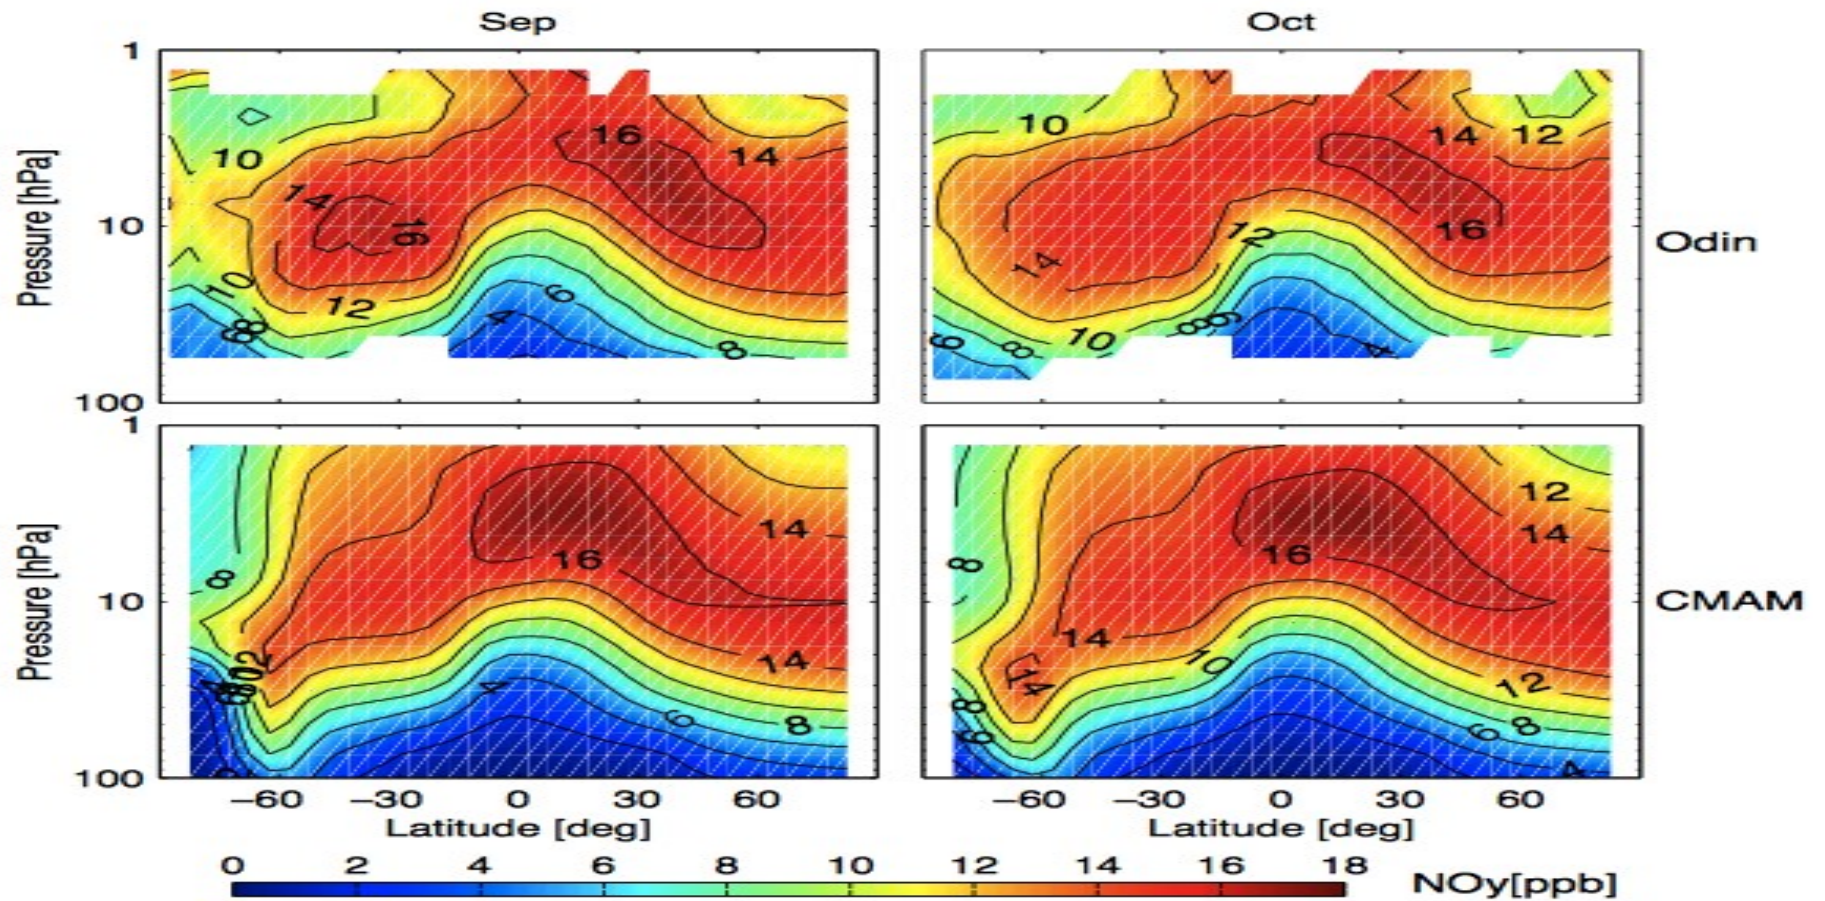 Sep Oct
1
10 16 14
10 14 12
Pressure [hPa] 14 16
10 16 12 Odin
10 14
12 6 10
8 4 8 6 8 4
100
1
14 12
14
Pressure [hPa] 8 16 8 16
10 CMAM
14 14 10
4 14 12
6 8 8 6 8
100 4
−60 −30 0 30 60 −60 −30 0 30 60
Latitude [deg] Latitude [deg]
0 2 4 6 8 10 12 14 16 18 NOy[ppb]